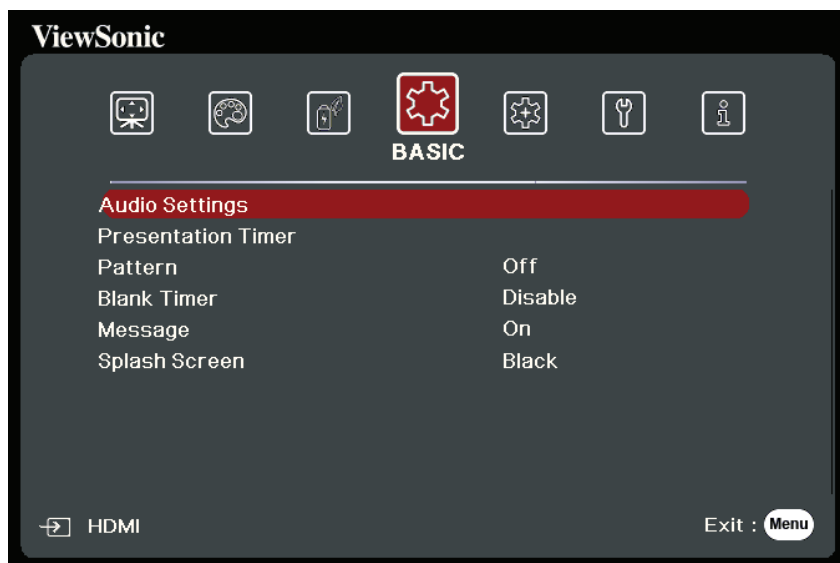 ViewSonic
BASIC
Audio Settings
Presentation Timer
Pattern Off
Blank Timer Disable
Message On
Splash Screen Black
HDMI Exit : Menu